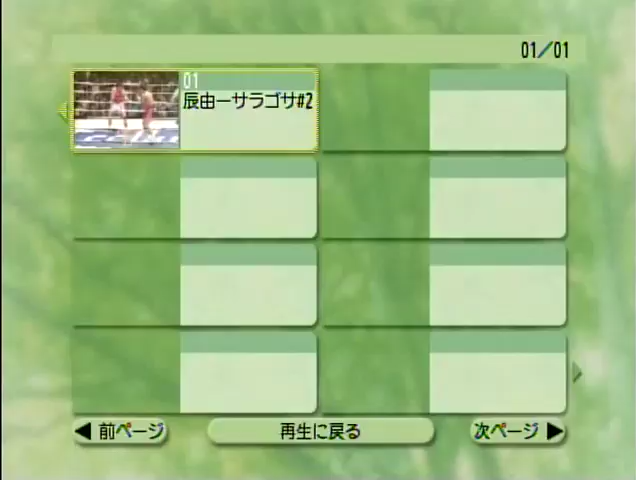 01/01
01
辰由ーサラゴサ#2
◀ 前ページ
再生に戻る
次ページ ▶